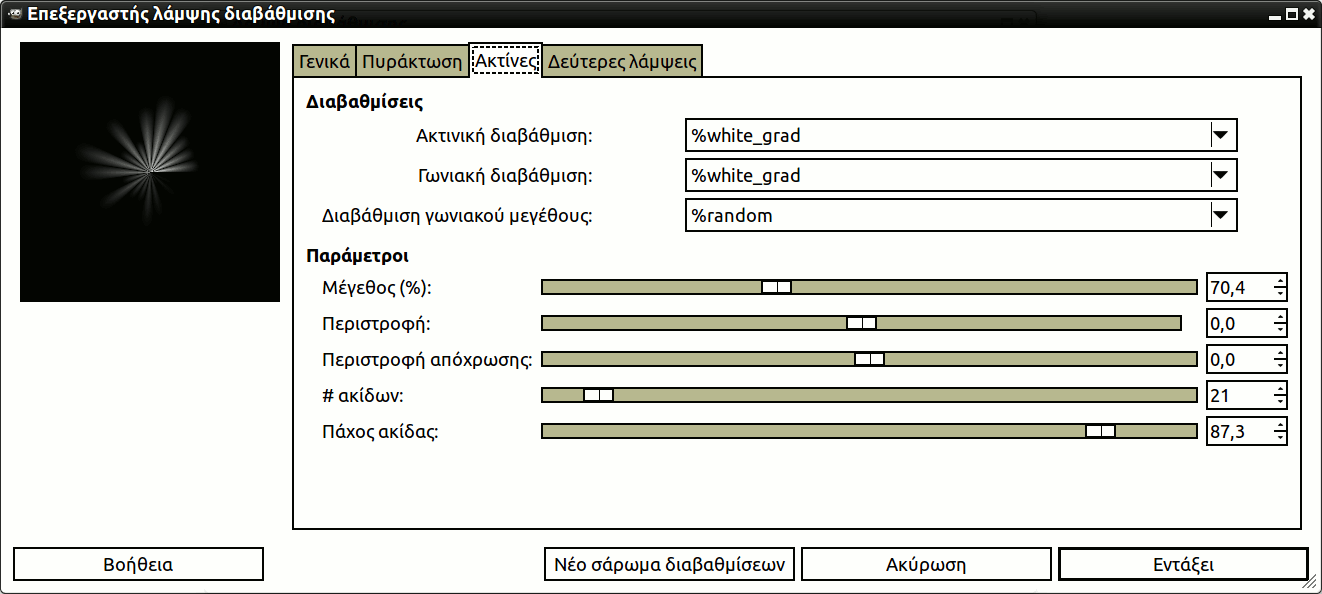 Επεξεργαστής λάμψης διαβάθμισης
Γενικά Πυράκτωση Ακτίνες Δεύτερες λάμψεις
Διαβαθμίσεις
Ακτινική διαβάθμιση: %white_grad
Γωνιακή διαβάθμιση: %white_grad
Διαβάθμιση γωνιακού μεγέθους: %random
Παράμετροι
Μέγεθος (%): 70,4
Περιστροφή: 0,0
Περιστροφή απόχρωσης: 0,0
# ακίδων: 21
Πάχος ακίδας: 87,3
Βοήθεια Νέο σάρωμα διαβαθμίσεων Ακύρωση Εντάξει